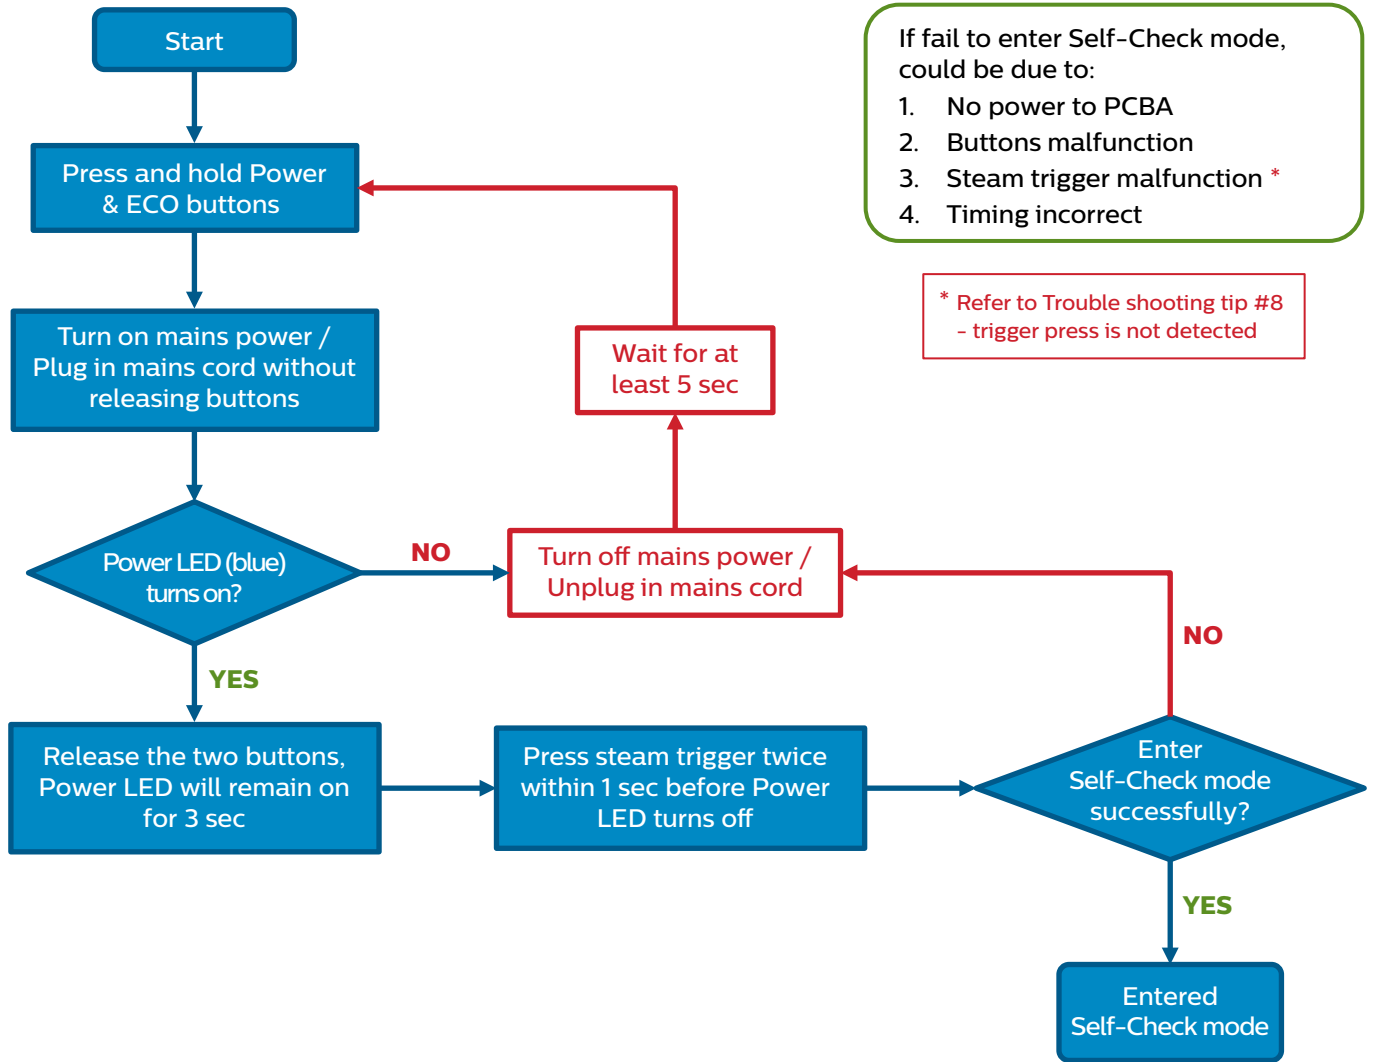 Start
If fail to enter Self-Check mode,
could be due to:
1. No power to PCBA
2. Buttons malfunction
3. Steam trigger malfunction *
4. Timing incorrect
Press and hold Power
& ECO buttons
* Refer to Trouble shooting tip #8
- trigger press is not detected
Turn on mains power /
Plug in mains cord without
releasing buttons
Wait for at
least 5 sec
Power LED (blue)
turns on?
NO
Turn off mains power /
Unplug in mains cord
NO
YES
Release the two buttons,
Power LED will remain on
for 3 sec
Press steam trigger twice
within 1 sec before Power
LED turns off
Enter
Self-Check mode
successfully?
YES
Entered
Self-Check mode